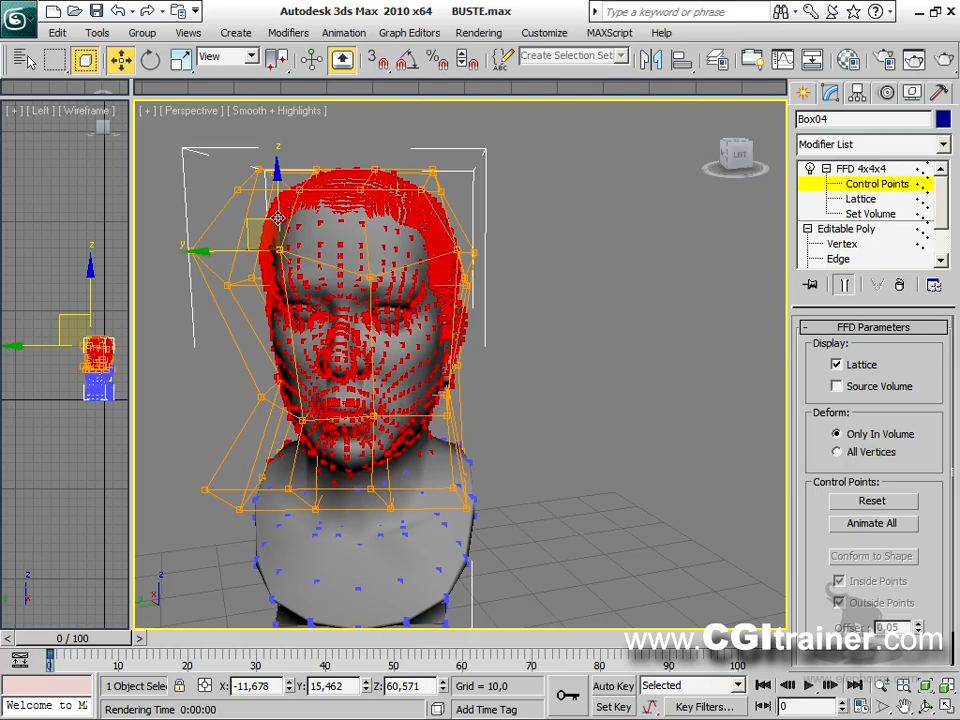 Autodesk 3ds Max 2010 x64 BUSTE.max
Type a keyword or phrase
Edit Tools Group Views Create Modifiers Animation Graph Editors Rendering Customize MAXScript Help
View
3
Create Selection Set
ABC
[ + ] [ Left ] [ Wireframe ]
[ + ] [ Perspective ] [ Smooth + Highlights ]
LEFT
z
y
z
z
x
z
x
Box04
Modifier List
FFD 4x4x4
Control Points
Lattice
Set Volume
Editable Poly
Vertex
Edge
- FFD Parameters
Display:
Lattice
Source Volume
Deform:
Only In Volume
All Vertices
Control Points:
Reset
Animate All
Conform to Shape
Inside Points
Outside Points
Offset: 0,05
www.CGItrainer.com
< 0 / 100 >
0 10 20 30 40 50 60 70 80 90 100
1 Object Sele X: -11,678 Y: 15,462 Z: 60,571 Grid = 10,0 Auto Key Selected
Welcome to M Rendering Time 0:00:00 Add Time Tag Set Key Key Filters... 0